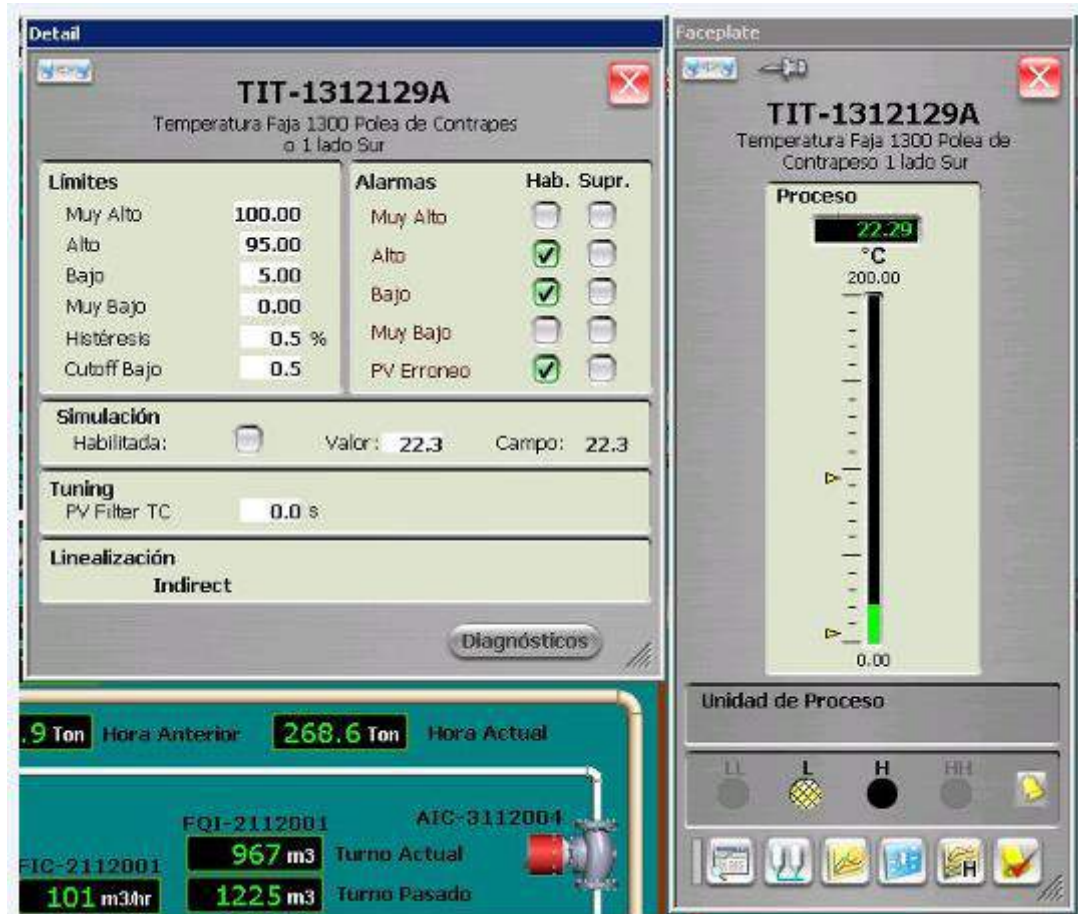 Detail
TIT-1312129A
Temperatura Faja 1300 Polea de Contrapes
o 1 lado Sur
Límites
Muy Alto 100.00
Alto 95.00
Bajo 5.00
Muy Bajo 0.00
Histéresis 0.5 %
Cutoff Bajo 0.5
Alarmas Hab. Supr.
Muy Alto
Alto
Bajo
Muy Bajo
PV Erroneo
Simulación
Habilitada: Valor: 22.3 Campo: 22.3
Tuning
PV Filter TC 0.0 s
Linealización
Indirect
Diagnósticos
.9 Ton Hora Anterior 268.6 Ton Hora Actual
FQI-2112001 AIC-3112004
967 m3 Turno Actual
FIC-2112001
101 m3/hr 1225 m3 Turno Pasado
Faceplate
TIT-1312129A
Temperatura Faja 1300 Polea de
Contrapeso 1 lado Sur
Proceso
22.29
°C
200.00
0.00
Unidad de Proceso
LL L H HH
H